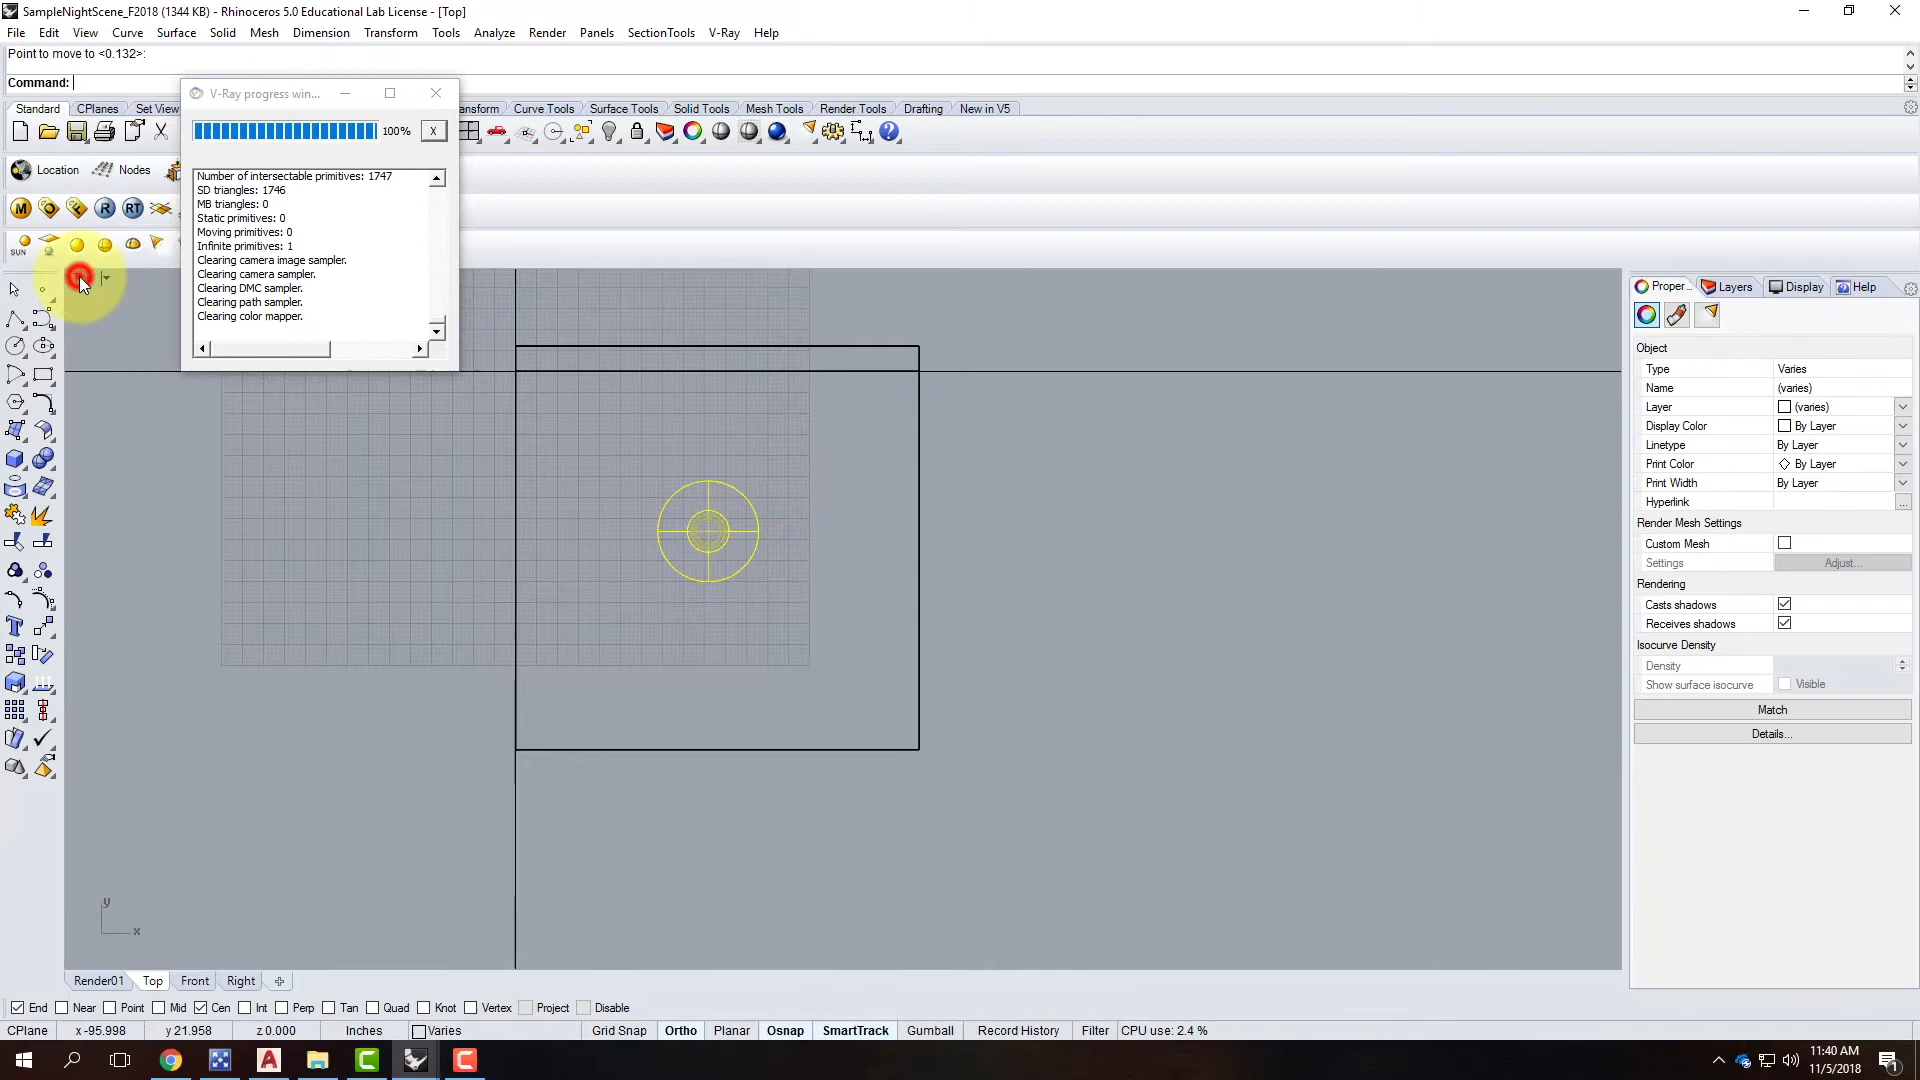 SampleNightScene_F2018 (1344 KB) - Rhinoceros 5.0 Educational Lab License - [Top]
File Edit View Curve Surface Solid Mesh Dimension Transform Tools Analyze Render Panels SectionTools V-Ray Help
Point to move to <0.132>:
Command:
V-Ray progress win...
Standard CPlanes Set View ansform Curve Tools Surface Tools Solid Tools Mesh Tools Render Tools Drafting New in V5
100% X
Location Nodes
M O F R RT
SUN
Number of intersectable primitives: 1747
SD triangles: 1746
MB triangles: 0
Static primitives: 0
Moving primitives: 0
Infinite primitives: 1
Clearing camera image sampler.
Clearing camera sampler.
Clearing DMC sampler.
Clearing path sampler.
Clearing color mapper.
Proper... Layers Display Help
Object
Type Varies
Name (varies)
Layer (varies)
Display Color By Layer
Linetype By Layer
Print Color By Layer
Print Width By Layer
Hyperlink ...
Render Mesh Settings
Custom Mesh
Settings Adjust...
Rendering
Casts shadows
Receives shadows
Isocurve Density
Density
Show surface isocurve Visible
Match
Details...
y
x
Render01 Top Front Right
End Near Point Mid Cen Int Perp Tan Quad Knot Vertex Project Disable
CPlane x -95.998 y 21.958 z 0.000 Inches Varies Grid Snap Ortho Planar Osnap SmartTrack Gumball Record History Filter CPU use: 2.4 %
11:40 AM
11/5/2018
1